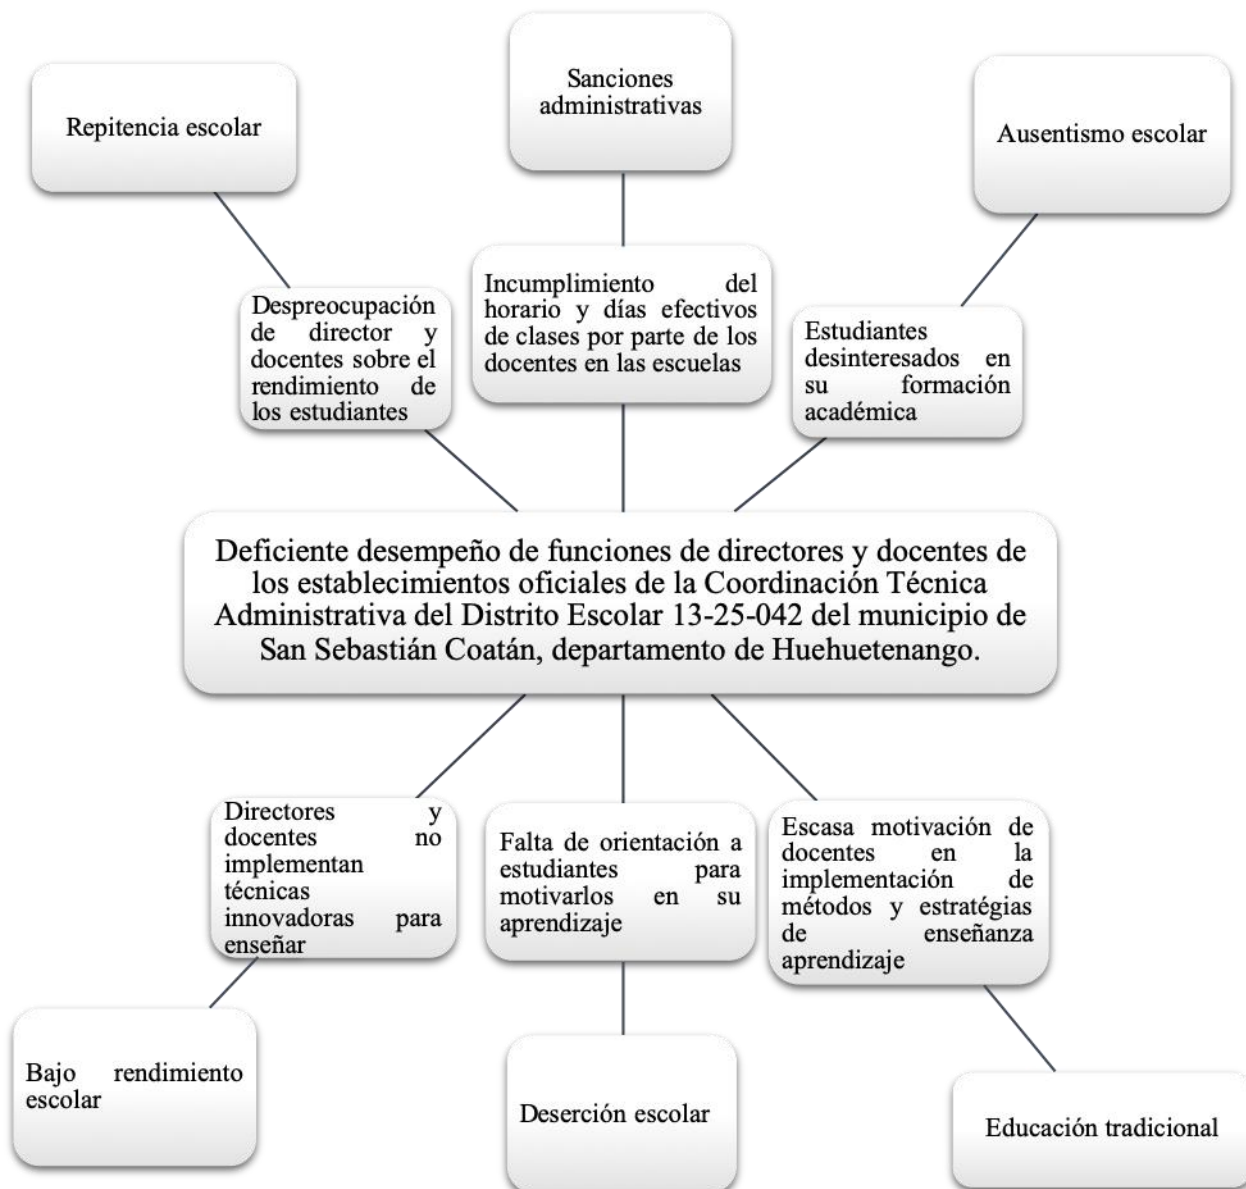 Sanciones
administrativas
Repitencia escolar
Ausentismo escolar
Despreocupación
de director y
docentes sobre el
rendimiento de
los estudiantes
Incumplimiento del
horario y días efectivos
de clases por parte de los
docentes en las escuelas
Estudiantes
desinteresados en
su formación
académica
Deficiente desempeño de funciones de directores y docentes de
los establecimientos oficiales de la Coordinación Técnica
Administrativa del Distrito Escolar 13-25-042 del municipio de
San Sebastián Coatán, departamento de Huehuetenango.
Directores y
docentes no
implementan
técnicas
innovadoras para
enseñar
Falta de orientación a
estudiantes para
motivarlos en su
aprendizaje
Escasa motivación de
docentes en la
implementación de
métodos y estratégias
de enseñanza
aprendizaje
Bajo rendimiento
escolar
Deserción escolar
Educación tradicional